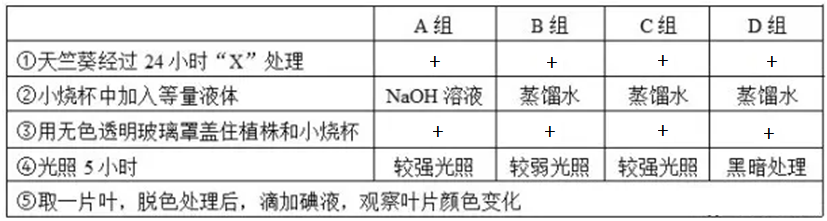 A组 B组 C组 D组
①天竺葵经过24小时“X”处理 + + + +
②小烧杯中加入等量液体 NaOH 溶液 蒸馏水 蒸馏水 蒸馏水
③用无色透明玻璃罩盖住植株和小烧杯 + + + +
④光照5小时 较强光照 较弱光照 较强光照 黑暗处理
⑤取一片叶，脱色处理后，滴加碘液，观察叶片颜色变化